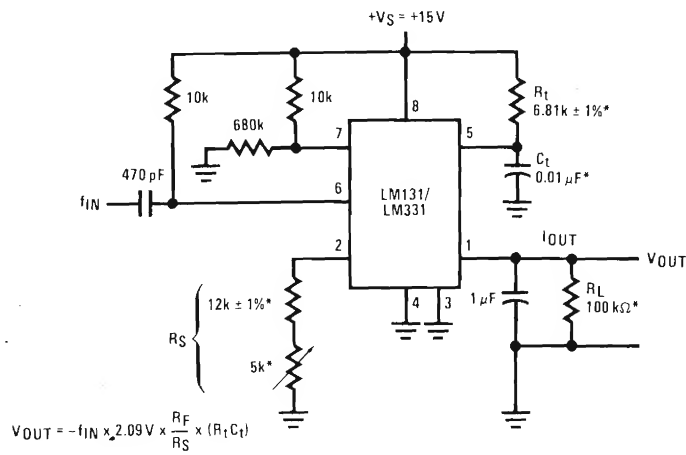 +VS = +15V
10k
10k
Rt
6.81k ± 1%*
680k
7
8
5
470 pF
Ct
0.01 µF*
fIN
6
LM131/
LM331
2
1
iOUT
VOUT
12k ± 1%*
4
3
1 µF
RL
100 kΩ*
RS
5k*
VOUT = -fIN × 2.09 V × RF/RS × (RtCt)